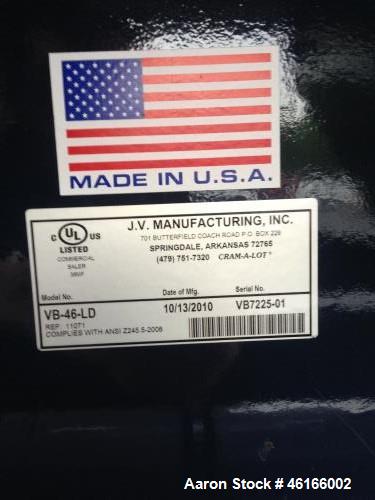 MADE IN U.S.A.
C UL US
LISTED
COMMERCIAL
BALER
38MF
J.V. MANUFACTURING, INC.
701 BUTTERFIELD COACH ROAD P.O. BOX 229
SPRINGDALE, ARKANSAS 72765
(479) 751-7320 CRAM-A-LOT®
Model No.
Date of Mfg.
Serial No.
VB-46-LD
10/13/2010
VB7225-01
REF: 11071
COMPLIES WITH ANSI Z245.5-2008
Aaron Stock # 46166002